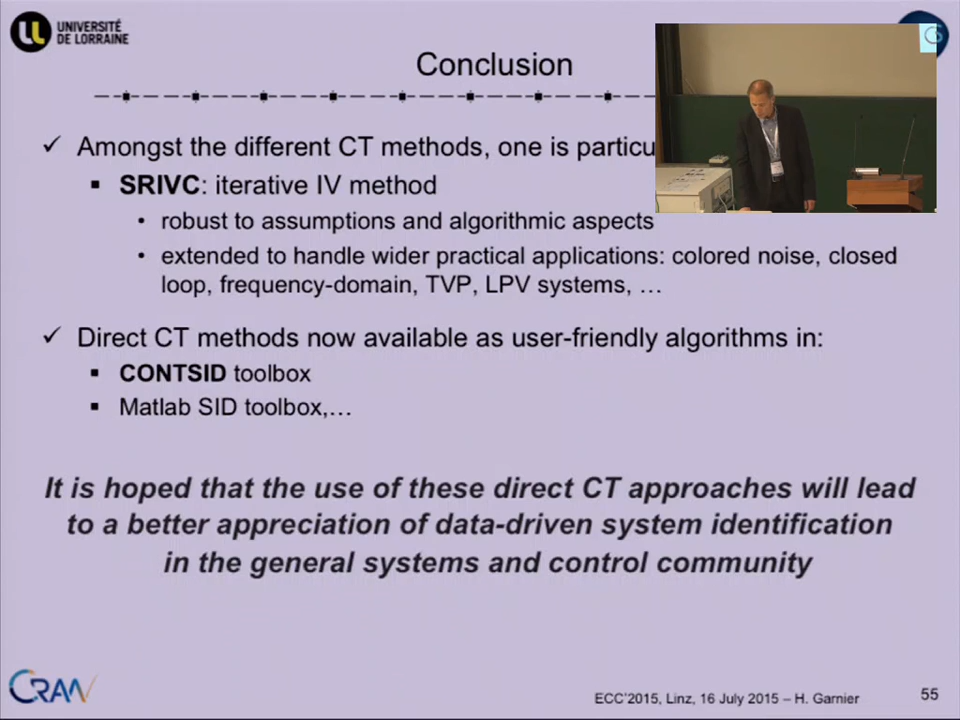 UNIVERSITÉ
DE LORRAINE
Conclusion
✓ Amongst the different CT methods, one is
▪ SRIVC: iterative IV method
• robust to assumptions and algorithmic aspects
• extended to handle wider practical applications: colored noise, closed
loop, frequency-domain, TVP, LPV systems, …
✓ Direct CT methods now available as user-friendly algorithms in:
▪ CONTSID toolbox
▪ Matlab SID toolbox,…
It is hoped that the use of these direct CT approaches will lead
to a better appreciation of data-driven system identification
in the general systems and control community
CRAN
ECC'2015, Linz, 16 July 2015 – H. Garnier
55